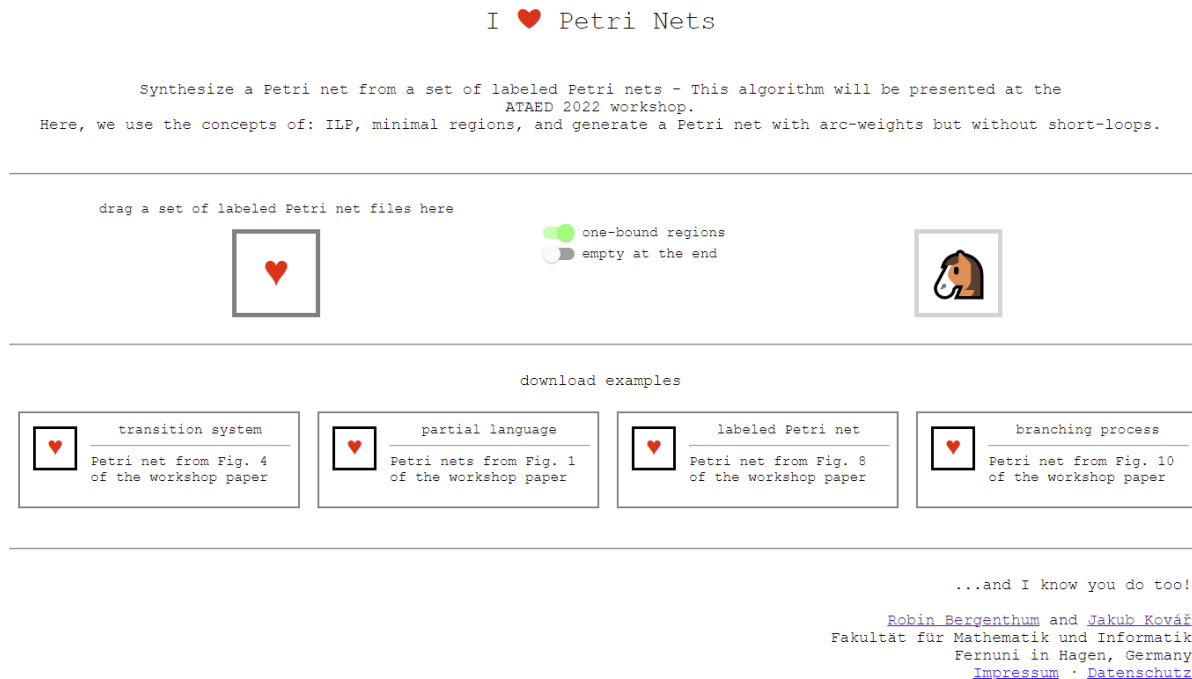 I ❤ Petri Nets
Synthesize a Petri net from a set of labeled Petri nets - This algorithm will be presented at the
ATAED 2022 workshop.
Here, we use the concepts of: ILP, minimal regions, and generate a Petri net with arc-weights but without short-loops.
drag a set of labeled Petri net files here
one-bound regions
empty at the end
download examples
transition system
Petri net from Fig. 4
of the workshop paper
partial language
Petri nets from Fig. 1
of the workshop paper
labeled Petri net
Petri net from Fig. 8
of the workshop paper
branching process
Petri net from Fig. 10
of the workshop paper
...and I know you do too!
Robin Bergenthum and Jakub Kovář
Fakultät für Mathematik und Informatik
Fernuni in Hagen, Germany
Impressum · Datenschutz